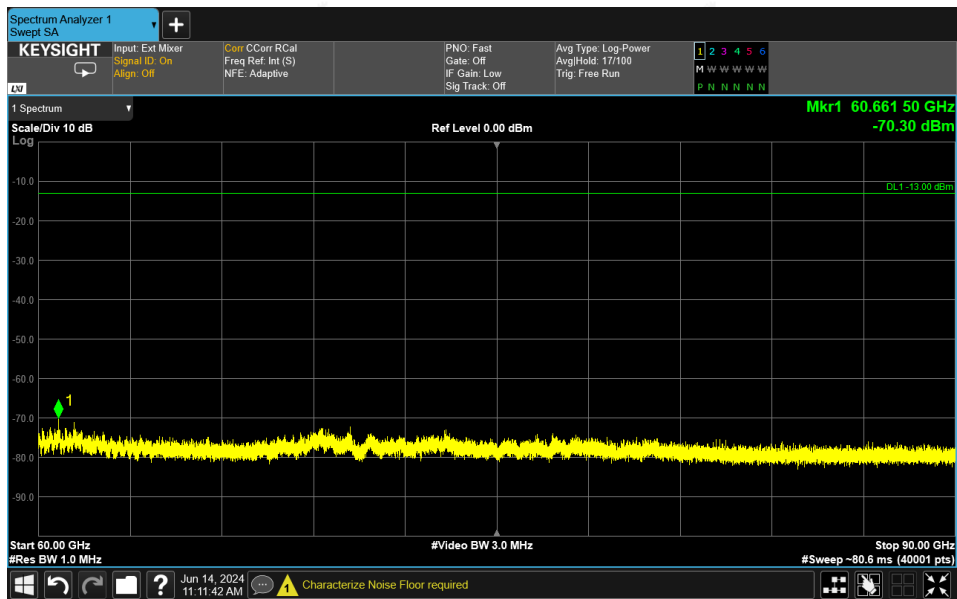 Spectrum Analyzer 1
Swept SA
KEYSIGHT
LXI
Input: Ext Mixer
Signal ID: On
Align: Off
Corr CCorr RCal
Freq Ref: Int (S)
NFE: Adaptive
PNO: Fast
Gate: Off
IF Gain: Low
Sig Track: Off
Avg Type: Log-Power
Avg|Hold: 17/100
Trig: Free Run
1 2 3 4 5 6
M W W W W W
P N N N N N
1 Spectrum
Mkr1 60.661 50 GHz
-70.30 dBm
Scale/Div 10 dB
Ref Level 0.00 dBm
Log
-10.0
DL1 -13.00 dBm
-20.0
-30.0
-40.0
-50.0
-60.0
1
-70.0
-80.0
-90.0
Start 60.00 GHz
#Video BW 3.0 MHz
Stop 90.00 GHz
#Res BW 1.0 MHz
#Sweep ~80.6 ms (40001 pts)
?
Jun 14, 2024
11:11:42 AM
1
Characterize Noise Floor required